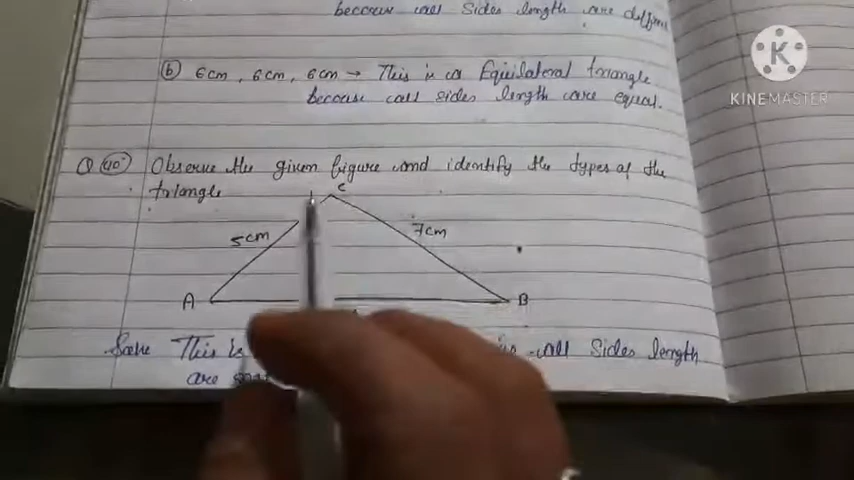 because all Sides length are diffrent
K
KINEMASTER
(b) 6cm, 6cm, 6cm → This is a Equilateral triangle
because all sides length are equal.
Q (40) Observe the given figure and identify the types of the
triangle
C
5cm
7cm
A
B
Solve This is
all Sides length
are